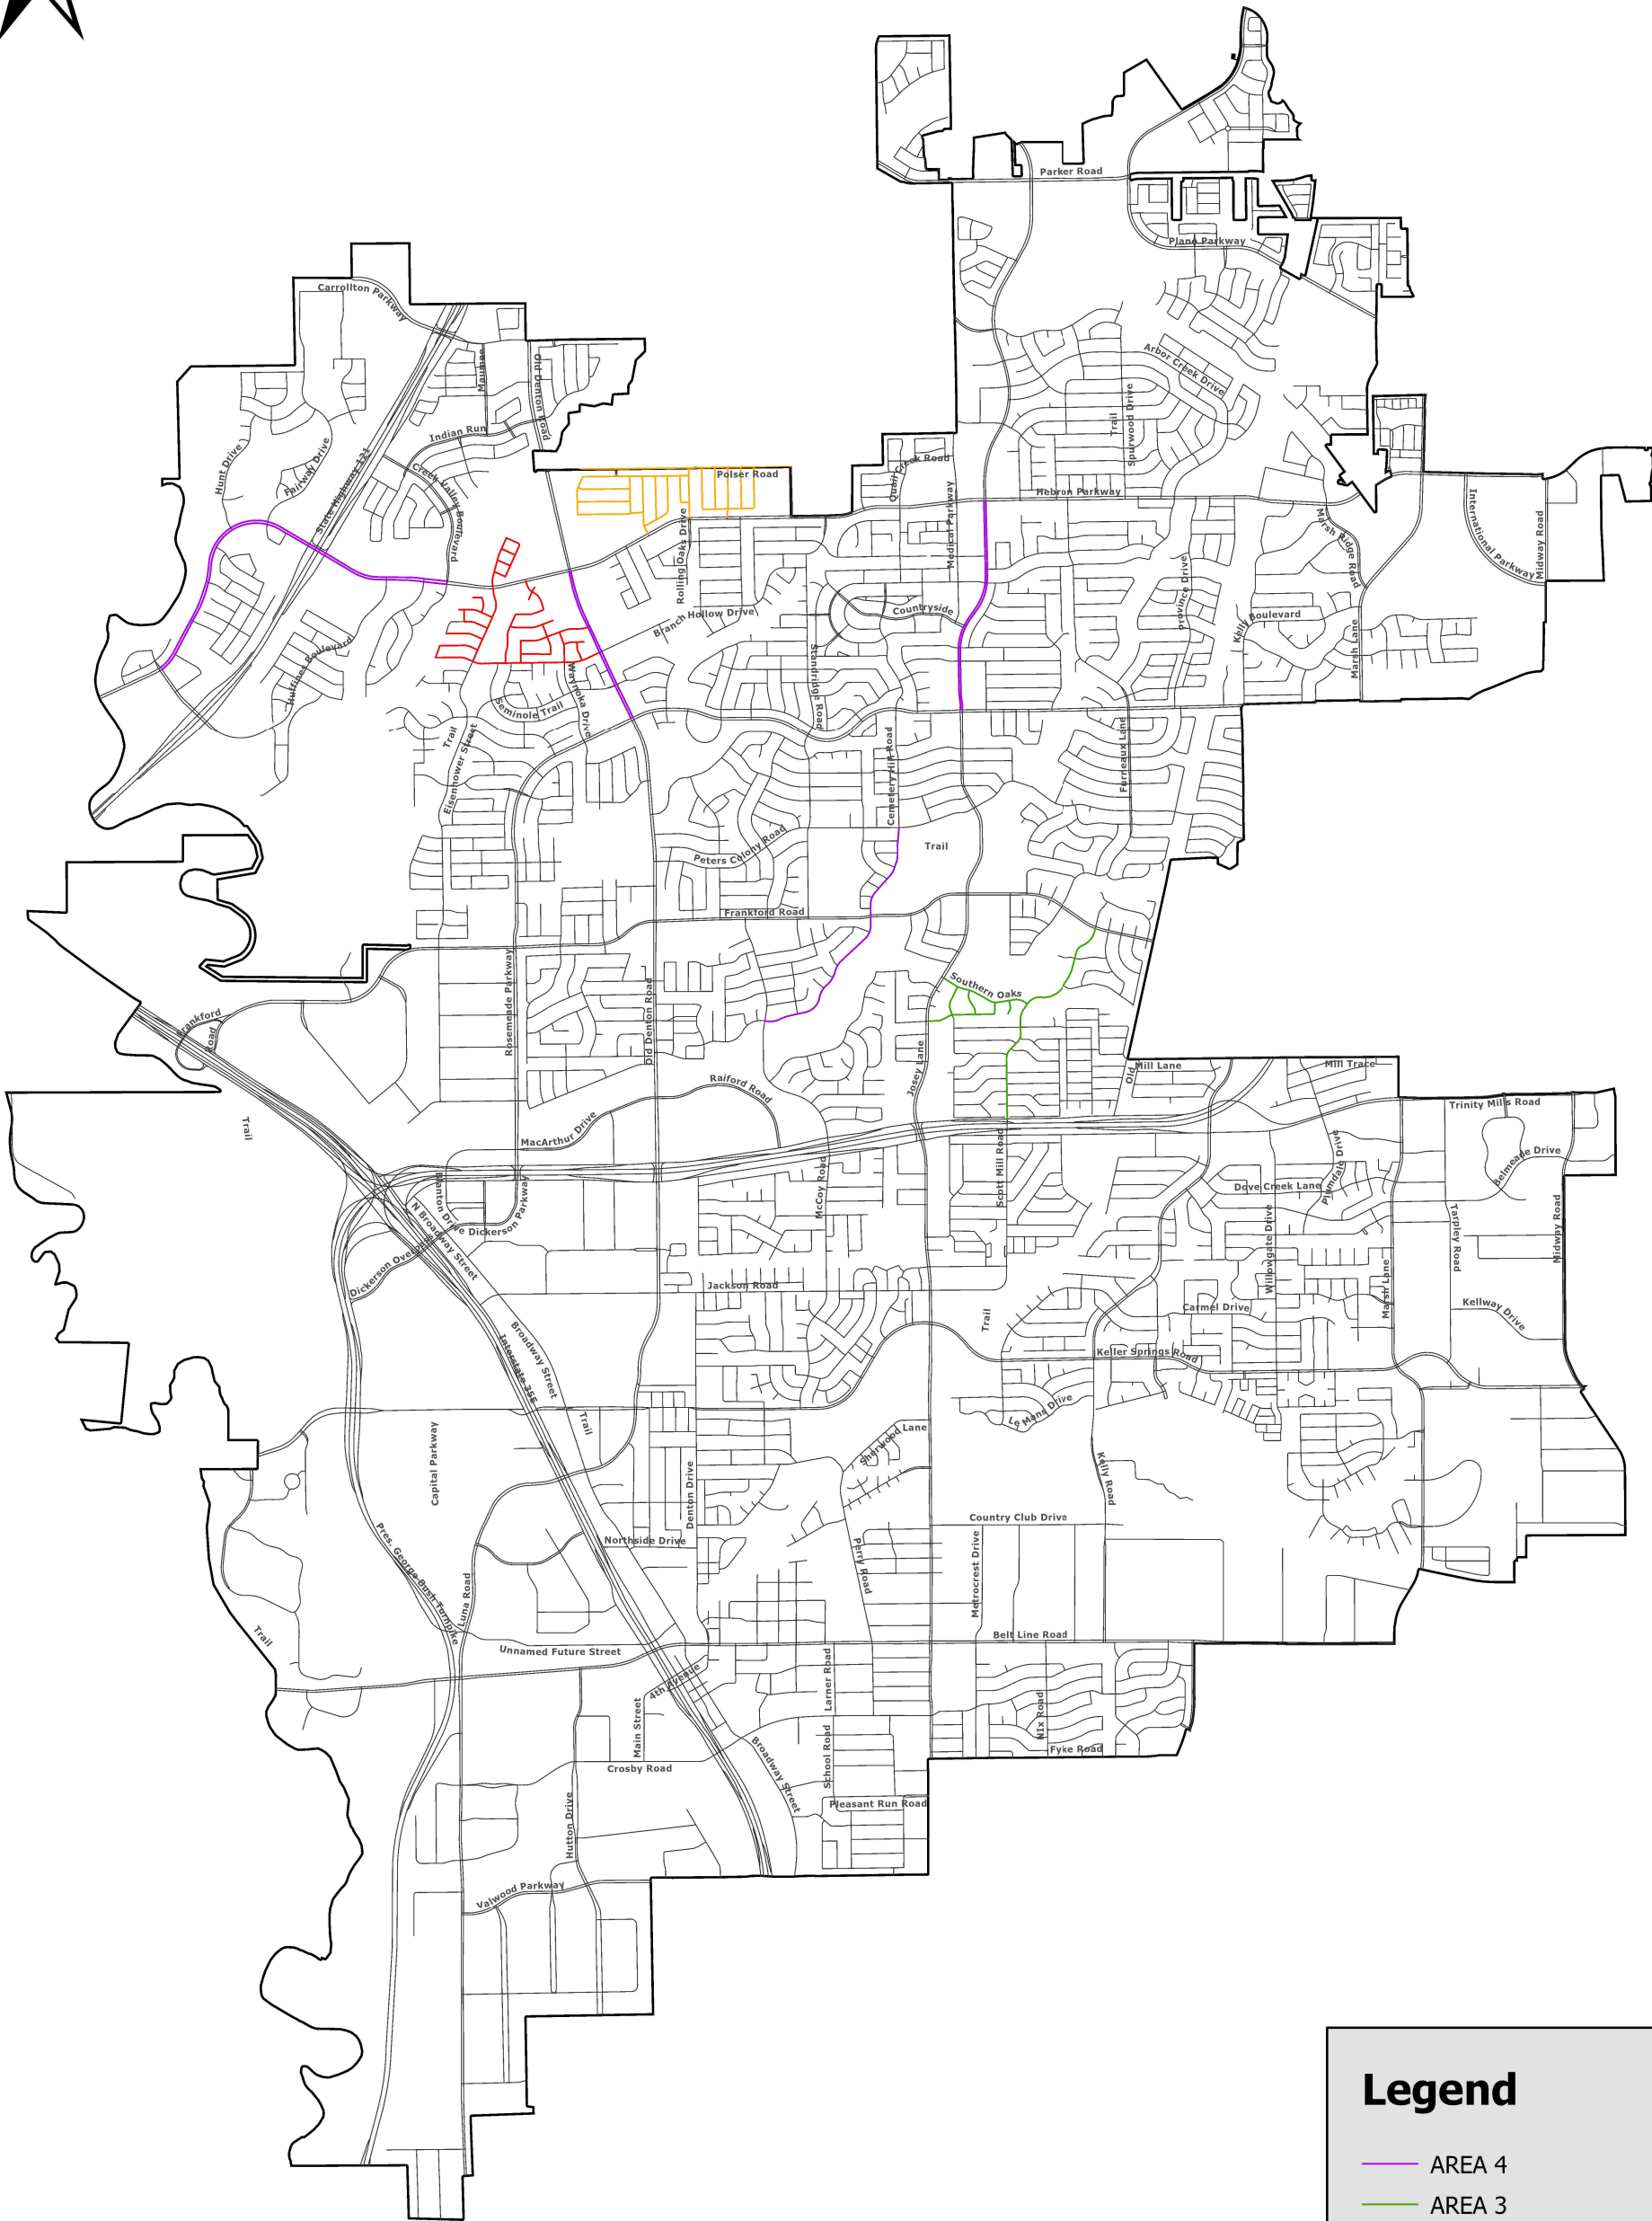 Parker Road
Plano Parkway
Carrollton Parkway
Maumee
Old Denton Road
Arbor Creek Drive
Trail
Spurwood Drive
Indian Run
Hunt Drive
Fairway Drive
State Highway 121
Creek Valley Boulevard
Polser Road
Quail Creek Road
Hebron Parkway
Medical Parkway
Rolling Oaks Drive
Marsh Ridge Road
International Parkway
Midway Road
Branch Hollow Drive
Countryside
Province Drive
Kelly Boulevard
Marsh Lane
Huffines Boulevard
Standridge Road
Waynoka Drive
Seminole Trail
Trail
Eisenhower Street
Cemetery Hill Road
Furneaux Lane
Peters Colony Road
Trail
Frankford Road
Rosemeade Parkway
Old Denton Road
Southern Oaks
Frankford
Road
Josey Lane
Old Mill Lane
Mill Trace
Raiford Road
Trinity Mills Road
Trail
MacArthur Drive
Scott Mill Road
McCoy Road
Plumdale Drive
Belmeade Drive
Dove Creek Lane
Stanton Drive
Dickerson Parkway
N Broadway Street
Dickerson Overpass
Willowgate Drive
Tarpley Road
Midway Road
Jackson Road
Marsh Lane
Carmel Drive
Kellway Drive
Trail
Broadway Street
Interstate 35E
Keller Springs Road
Le Mans Drive
Trail
Sherwood Lane
Capital Parkway
Denton Drive
Kelly Road
Country Club Drive
Northside Drive
Perry Road
Metrocrest Drive
Pres. George Bush Turnpike
Luna Road
Trail
Belt Line Road
Unnamed Future Street
4th Avenue
Larner Road
Main Street
Nix Road
Fyke Road
School Road
Broadway Street
Crosby Road
Pleasant Run Road
Hutton Drive
Valwood Parkway
Legend
AREA 4
AREA 3